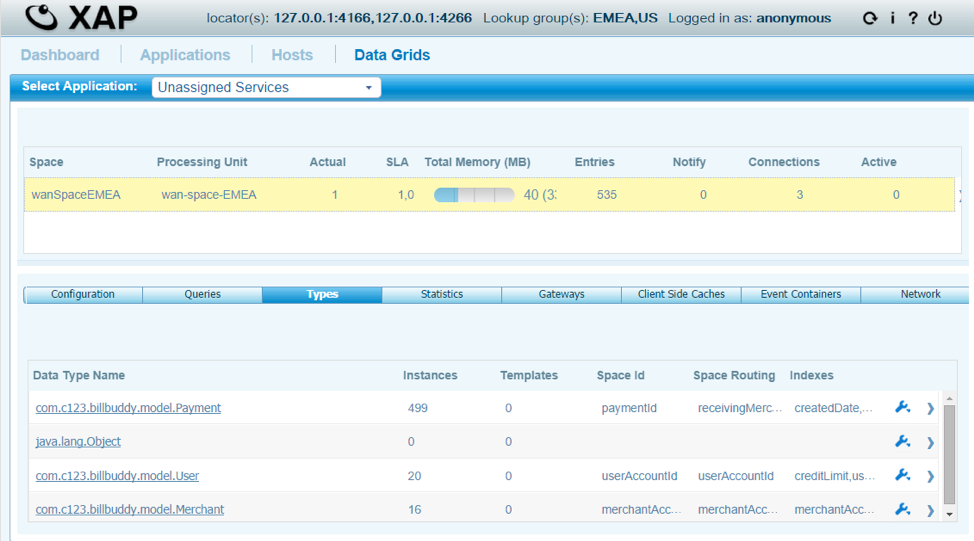 XAP locator(s): 127.0.0.1:4166,127.0.0.1:4266 Lookup group(s): EMEA,US Logged in as: anonymous
Dashboard Applications Hosts Data Grids
Select Application: Unassigned Services
Space Processing Unit Actual SLA Total Memory (MB) Entries Notify Connections Active
wanSpaceEMEA wan-space-EMEA 1 1,0 40 (3 535 0 3 0
Configuration Queries Types Statistics Gateways Client Side Caches Event Containers Network
Data Type Name Instances Templates Space Id Space Routing Indexes
com.c123.billbuddy.model.Payment 499 0 paymentId receivingMerc... createdDate,...
java.lang.Object 0 0
com.c123.billbuddy.model.User 20 0 userAccountId userAccountId creditLimit,us...
com.c123.billbuddy.model.Merchant 16 0 merchantAcc... merchantAcc... merchantAcc...